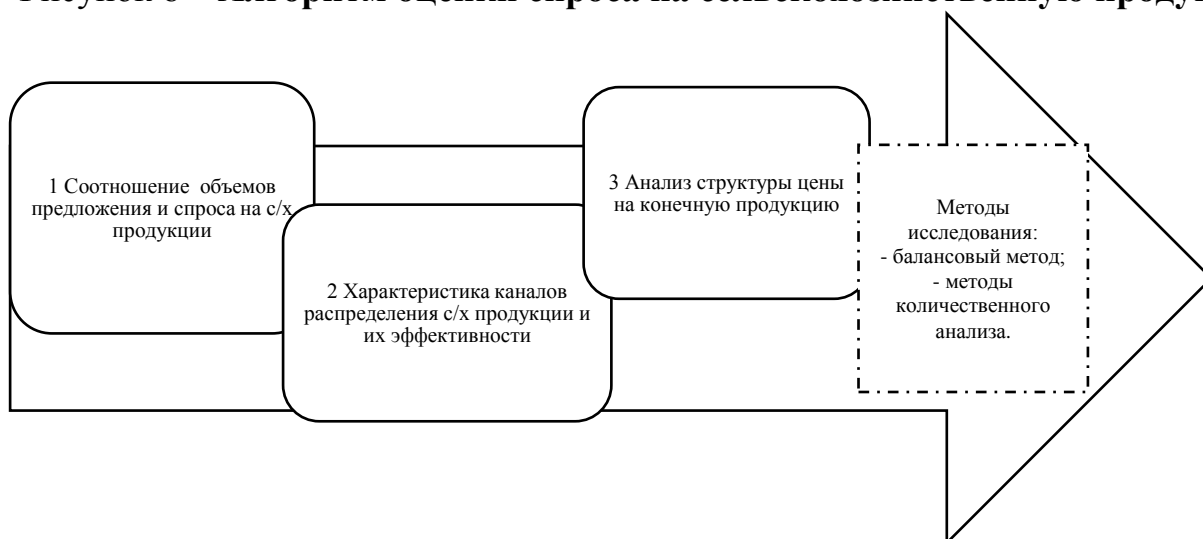 1 Соотношение объемов
предложения и спроса на с/х
продукции
2 Характеристика каналов
распределения с/х продукции и
их эффективности
3 Анализ структуры цены
на конечную продукцию
Методы
исследования:
- балансовый метод;
- методы
количественного
анализа.